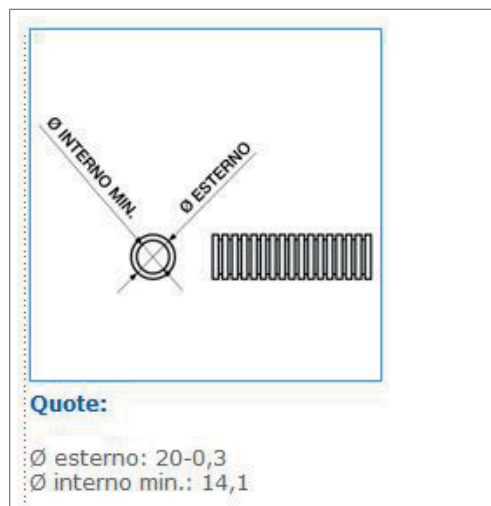 Ø INTERNO MIN.
Ø ESTERNO
Quote:
Ø esterno: 20-0,3
Ø interno min.: 14,1